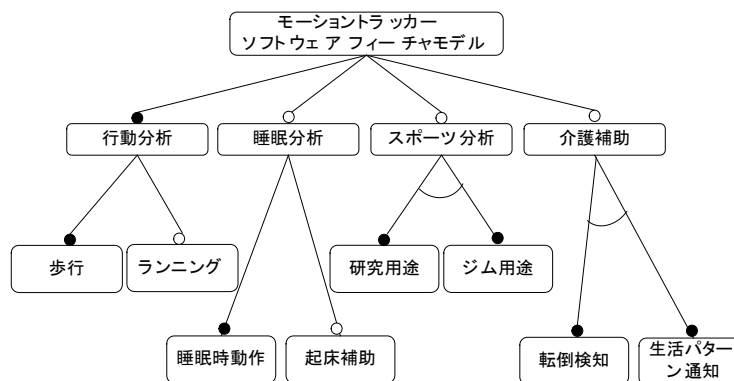 モーショントラッカー
ソフトウェアフィーチャモデル
行動分析
睡眠分析
スポーツ分析
介護補助
歩行
ランニング
研究用途
ジム用途
睡眠時動作
起床補助
転倒検知
生活パター
ン通知